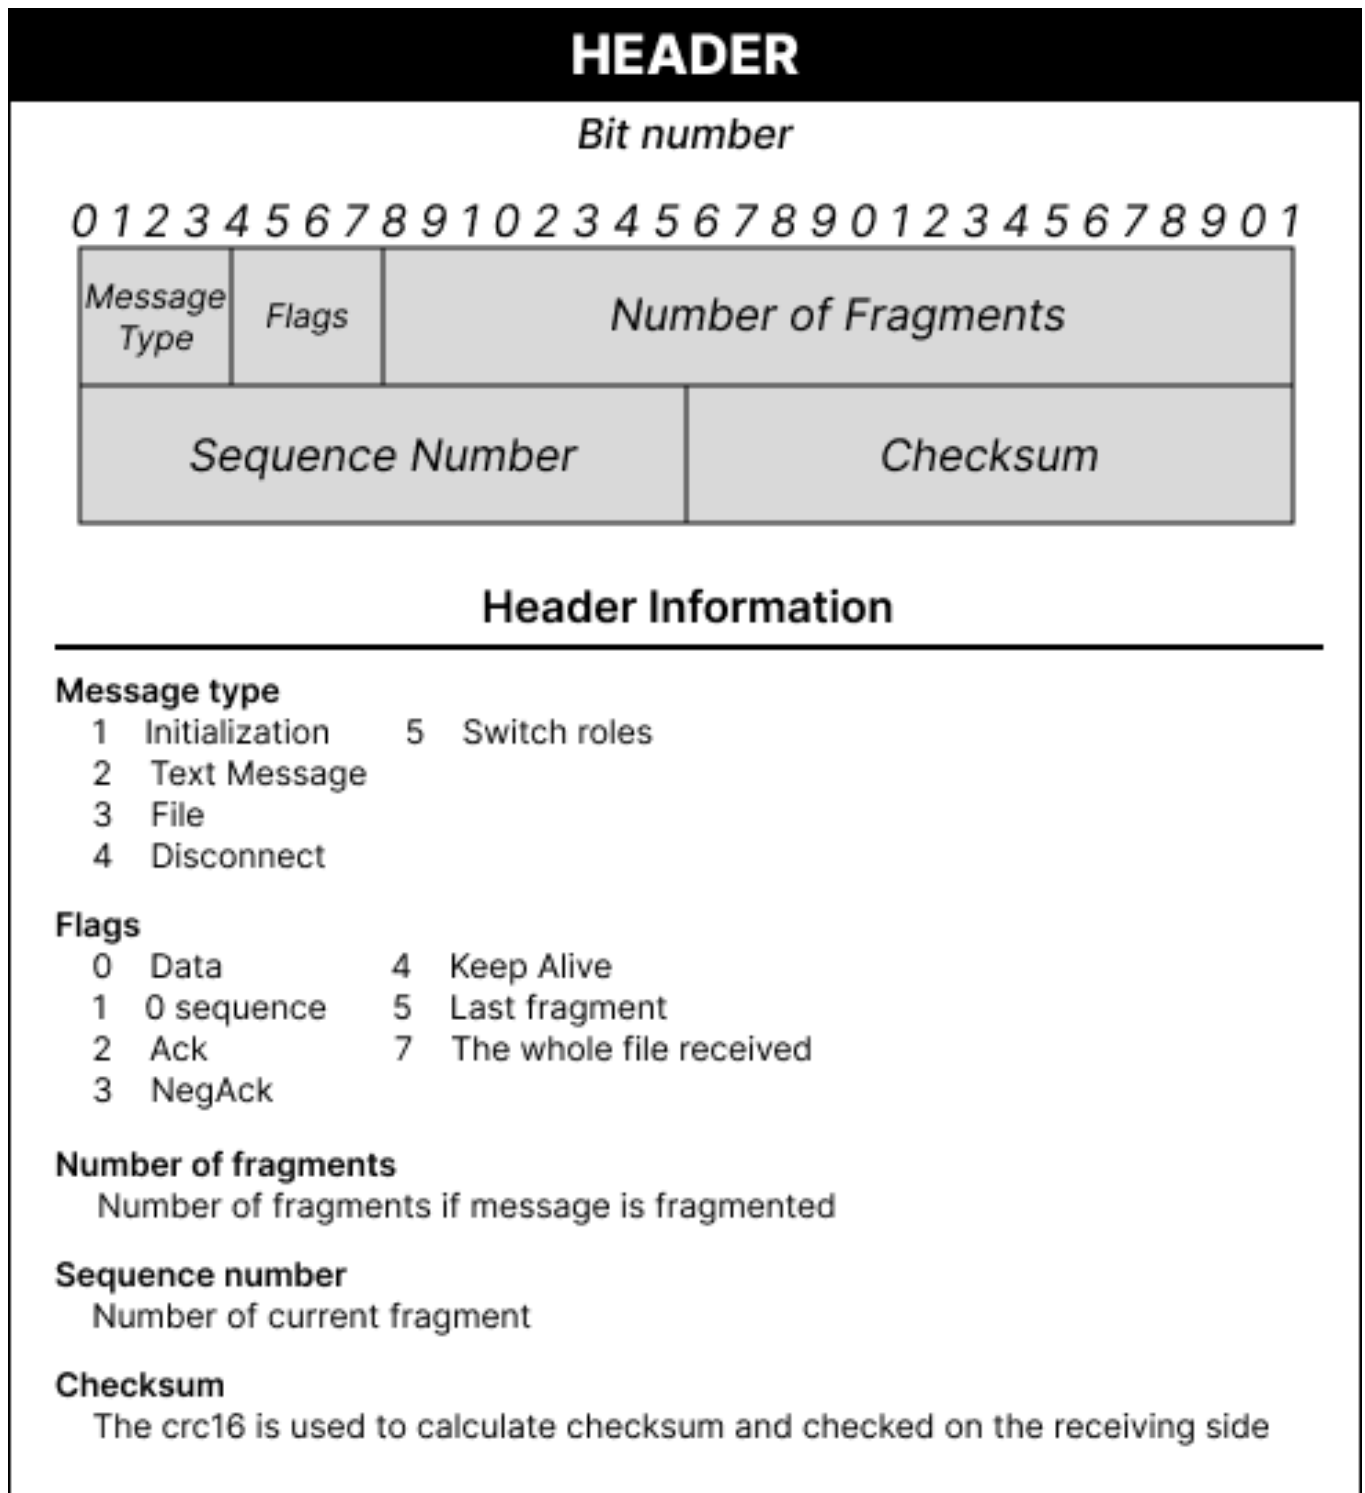 HEADER
Bit number
0 1 2 3 4 5 6 7 8 9 1 0 2 3 4 5 6 7 8 9 0 1 2 3 4 5 6 7 8 9 0 1
Message
Type
Flags
Number of Fragments
Sequence Number
Checksum
Header Information
Message type
1 Initialization 5 Switch roles
2 Text Message
3 File
4 Disconnect
Flags
0 Data 4 Keep Alive
1 0 sequence 5 Last fragment
2 Ack 7 The whole file received
3 NegAck
Number of fragments
Number of fragments if message is fragmented
Sequence number
Number of current fragment
Checksum
The crc16 is used to calculate checksum and checked on the receiving side